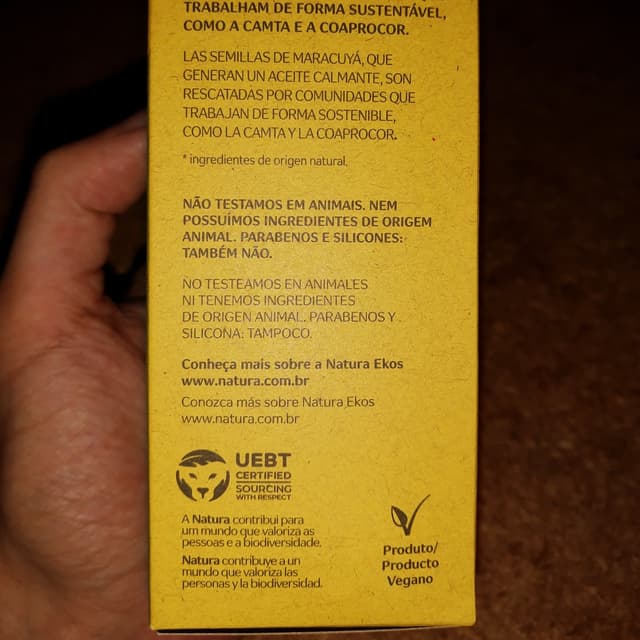 TRABALHAM DE FORMA SUSTENTÁVEL,
COMO A CAMTA E A COAPROCOR.
LAS SEMILLAS DE MARACUYÁ, QUE
GENERAN UN ACEITE CALMANTE, SON
RESCATADAS POR COMUNIDADES QUE
TRABAJAN DE FORMA SOSTENIBLE,
COMO LA CAMTA Y LA COAPROCOR.
* ingredientes de origen natural.
NÃO TESTAMOS EM ANIMAIS. NEM
POSSUÍMOS INGREDIENTES DE ORIGEM
ANIMAL. PARABENOS E SILICONES:
TAMBÉM NÃO.
NO TESTEAMOS EN ANIMALES
NI TENEMOS INGREDIENTES
DE ORIGEN ANIMAL. PARABENOS Y
SILICONA: TAMPOCO.
Conheça mais sobre a Natura Ekos
www.natura.com.br
Conozca más sobre Natura Ekos
www.natura.com.br
UEBT
CERTIFIED
SOURCING
WITH RESPECT
A Natura contribui para
um mundo que valoriza as
pessoas e a biodiversidade.
Natura contribuye a un
mundo que valoriza las
personas y la biodiversidad.
Produto/
Producto
Vegano